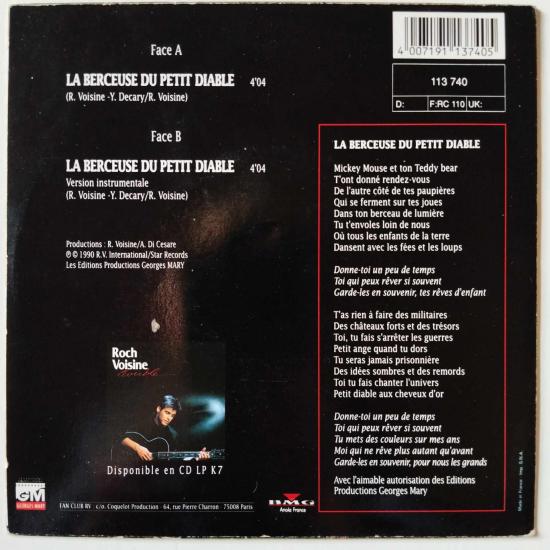 Face A
LA BERCEUSE DU PETIT DIABLE 4'04
(R. Voisine -Y. Decary/R. Voisine)
Face B
LA BERCEUSE DU PETIT DIABLE 4'04
Version instrumentale
(R. Voisine -Y. Decary/R. Voisine)
Productions : R. Voisine/A. Di Cesare
℗ © 1990 R.V. International/Star Records
Les Editions Productions Georges MARY
Roch
Voisine
Disponible en CD LP K7
GM
GEORGES MARY
FAN CLUB RV c/o. Coquelot Production * 64, rue Pierre Charron * 75008 Paris
BMG
Ariola France
4 007191 137405
113 740
D: F:RC 110 UK:
LA BERCEUSE DU PETIT DIABLE
Mickey Mouse et ton Teddy bear
T'ont donné rendez-vous
De l'autre côté de tes paupières
Qui se ferment sur tes joues
Dans ton berceau de lumière
Tu t'envoles loin de nous
Où tous les enfants de la terre
Dansent avec les fées et les loups
Donne-toi un peu de temps
Toi qui peux rêver si souvent
Garde-les en souvenir, tes rêves d'enfant
T'as rien à faire des militaires
Des châteaux forts et des trésors
Toi, tu fais s'arrêter les guerres
Petit ange quand tu dors
Tu seras jamais prisonnière
Des idées sombres et des remords
Toi tu fais chanter l'univers
Petit diable aux cheveux d'or
Donne-toi un peu de temps
Toi qui peux rêver si souvent
Tu mets des couleurs sur mes ans
Moi qui ne rêve plus autant qu'avant
Garde-les en souvenir, pour nous les grands
Avec l'aimable autorisation des Editions
Productions Georges Mary
Made in France - Imp. S.N.A.